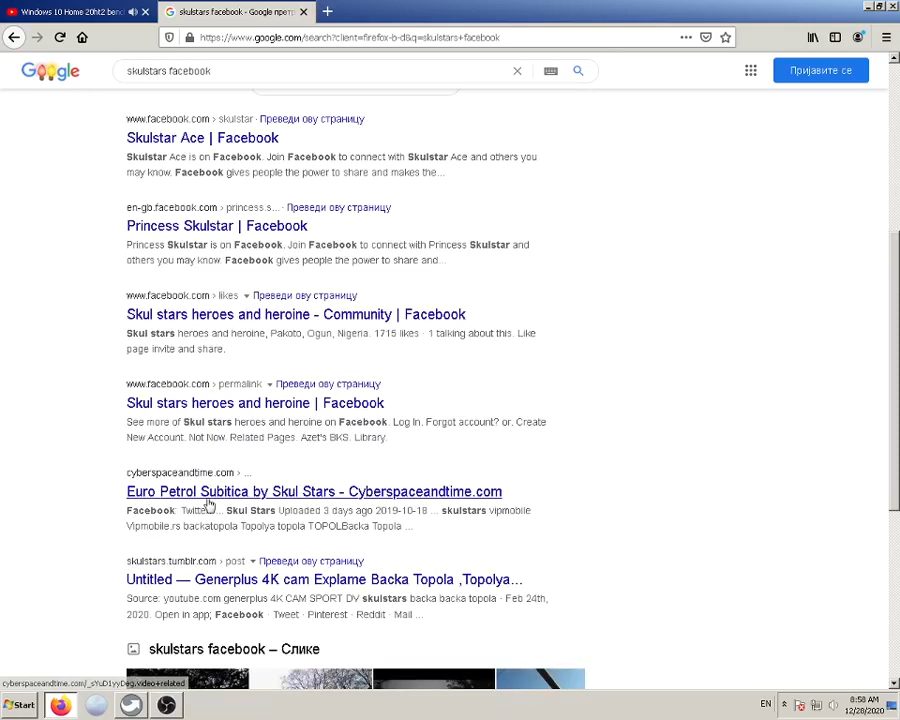 Windows 10 Home 20ht2 benc
skulstars facebook - Google прет
https://www.google.com/search?client=firefox-b-d&q=skulstars+facebook
Google
skulstars facebook
Пријавите се
www.facebook.com › skulstar · Преведи ову страницу
Skulstar Ace | Facebook
Skulstar Ace is on Facebook. Join Facebook to connect with Skulstar Ace and others you
may know. Facebook gives people the power to share and makes the...
en-gb.facebook.com › princess.s... · Преведи ову страницу
Princess Skulstar | Facebook
Princess Skulstar is on Facebook. Join Facebook to connect with Princess Skulstar and
others you may know. Facebook gives people the power to share and...
www.facebook.com › likes Преведи ову страницу
Skul stars heroes and heroine - Community | Facebook
Skul stars heroes and heroine, Pakoto, Ogun, Nigeria. 1715 likes · 1 talking about this. Like
page invite and share.
www.facebook.com › permalink Преведи ову страницу
Skul stars heroes and heroine | Facebook
See more of Skul stars heroes and heroine on Facebook. Log In. Forgot account? or. Create
New Account. Not Now. Related Pages. Azet's BKS. Library.
cyberspaceandtime.com › ...
Euro Petrol Subitica by Skul Stars - Cyberspaceandtime.com
Facebook: Twitte... Skul Stars Uploaded 3 days ago 2019-10-18 ... skulstars vipmobile
Vipmobile.rs backatopola Topolya topola TOPOLBacka Topola ...
skulstars.tumblr.com › post Преведи ову страницу
Untitled — Generplus 4K cam Explame Backa Topola ,Topolya...
Source: youtube.com generplus 4K CAM SPORT DV skulstars backa backa topola · Feb 24th,
2020. Open in app; Facebook · Tweet · Pinterest · Reddit · Mail ...
skulstars facebook – Слике
cyberspaceandtime.com/_sYuD1yyDeg.video+related
Start
EN
8:58 AM
12/28/2020